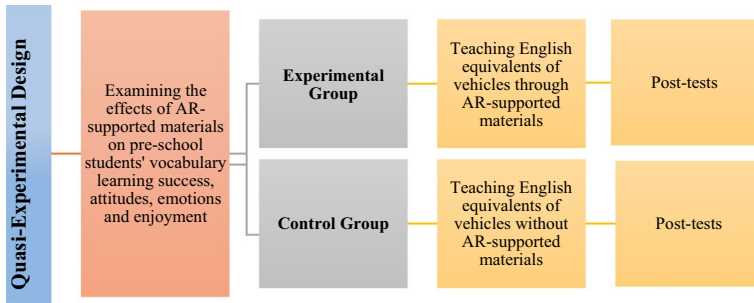 Quasi-Experimental Design
Examining the
effects of AR-
supported materials
on pre-school
students' vocabulary
learning success,
attitudes, emotions
and enjoyment
Experimental
Group
Teaching English
equivalents of
vehicles through
AR-supported
materials
Post-tests
Control Group
Teaching English
equivalents of
vehicles without
AR-supported
materials
Post-tests